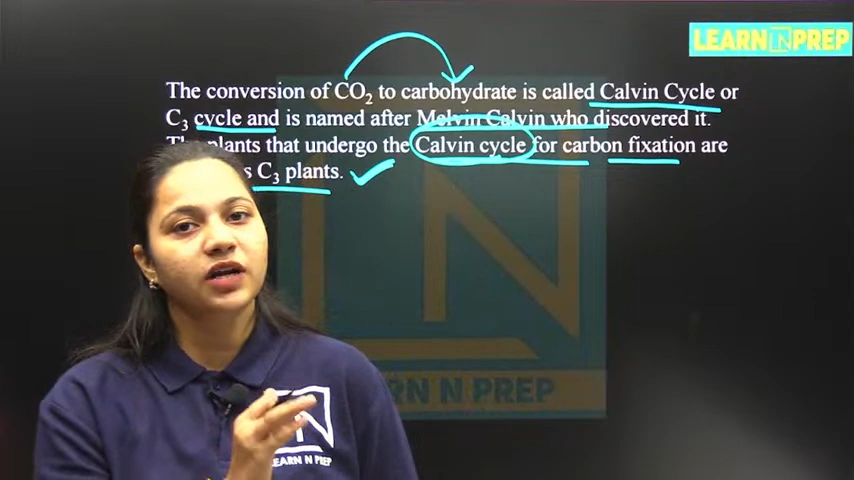 LEARN N PREP
The conversion of CO₂ to carbohydrate is called Calvin Cycle or
C₃ cycle and is named after Melvin Calvin who discovered it.
The plants that undergo the Calvin cycle for carbon fixation are
C₃ plants.
RN N PREP
N
LEARN N PREP